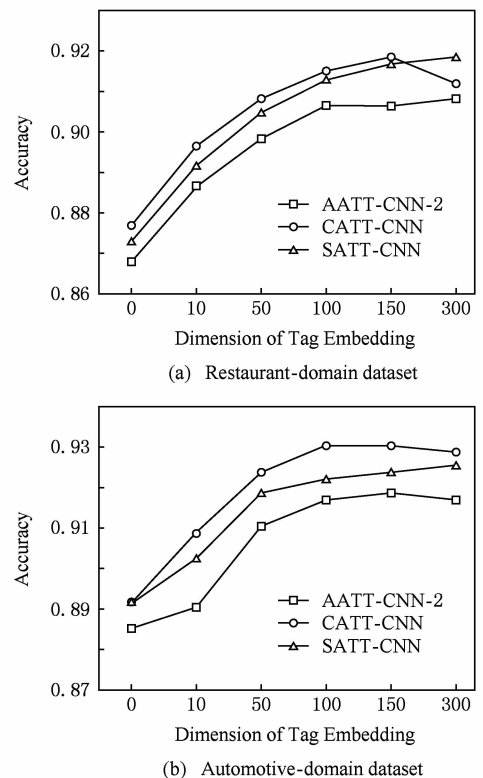 0.92
0.90
0.88
0.86
Accuracy
AATT-CNN-2
CATT-CNN
SATT-CNN
0 10 50 100 150 300
Dimension of Tag Embedding
(a) Restaurant-domain dataset
0.93
0.91
0.89
0.87
Accuracy
AATT-CNN-2
CATT-CNN
SATT-CNN
0 10 50 100 150 300
Dimension of Tag Embedding
(b) Automotive-domain dataset